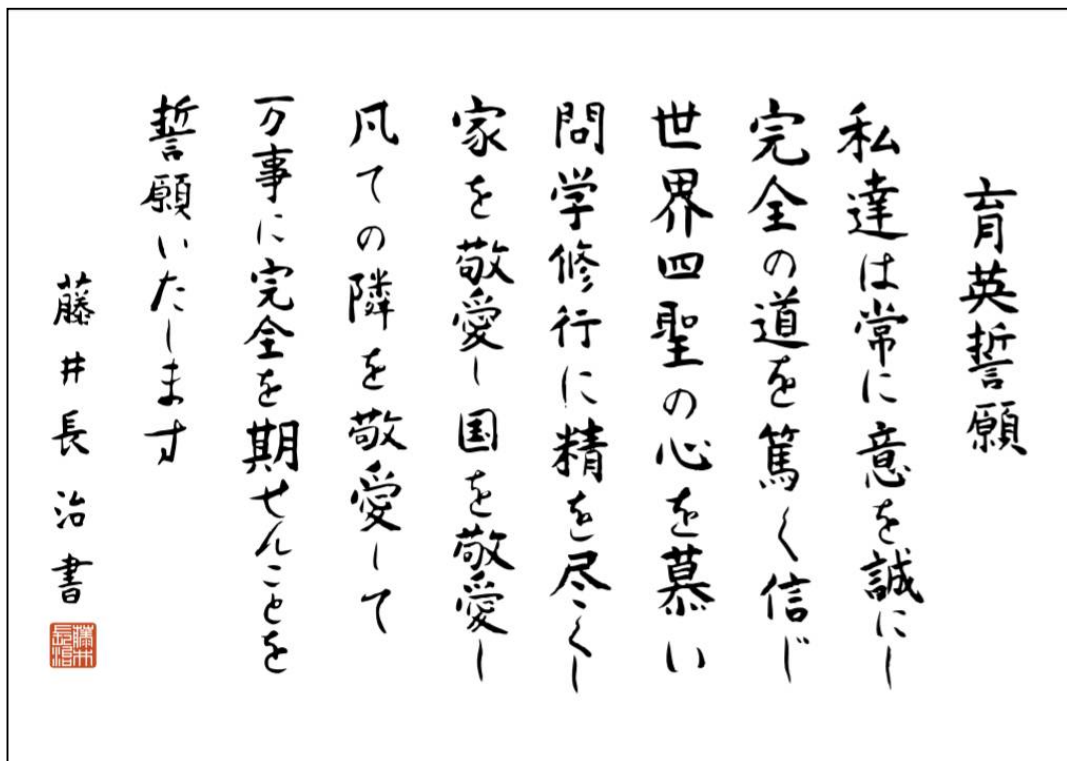 育英誓願
私達は常に意を誠にし
完全の道を篤く信じ
世界四聖の心を慕い
問学修行に精を尽くし
家を敬愛し国を敬愛し
凡ての隣を敬愛して
万事に完全を期せんことを
誓願いたします
藤井長治書
藤井長治